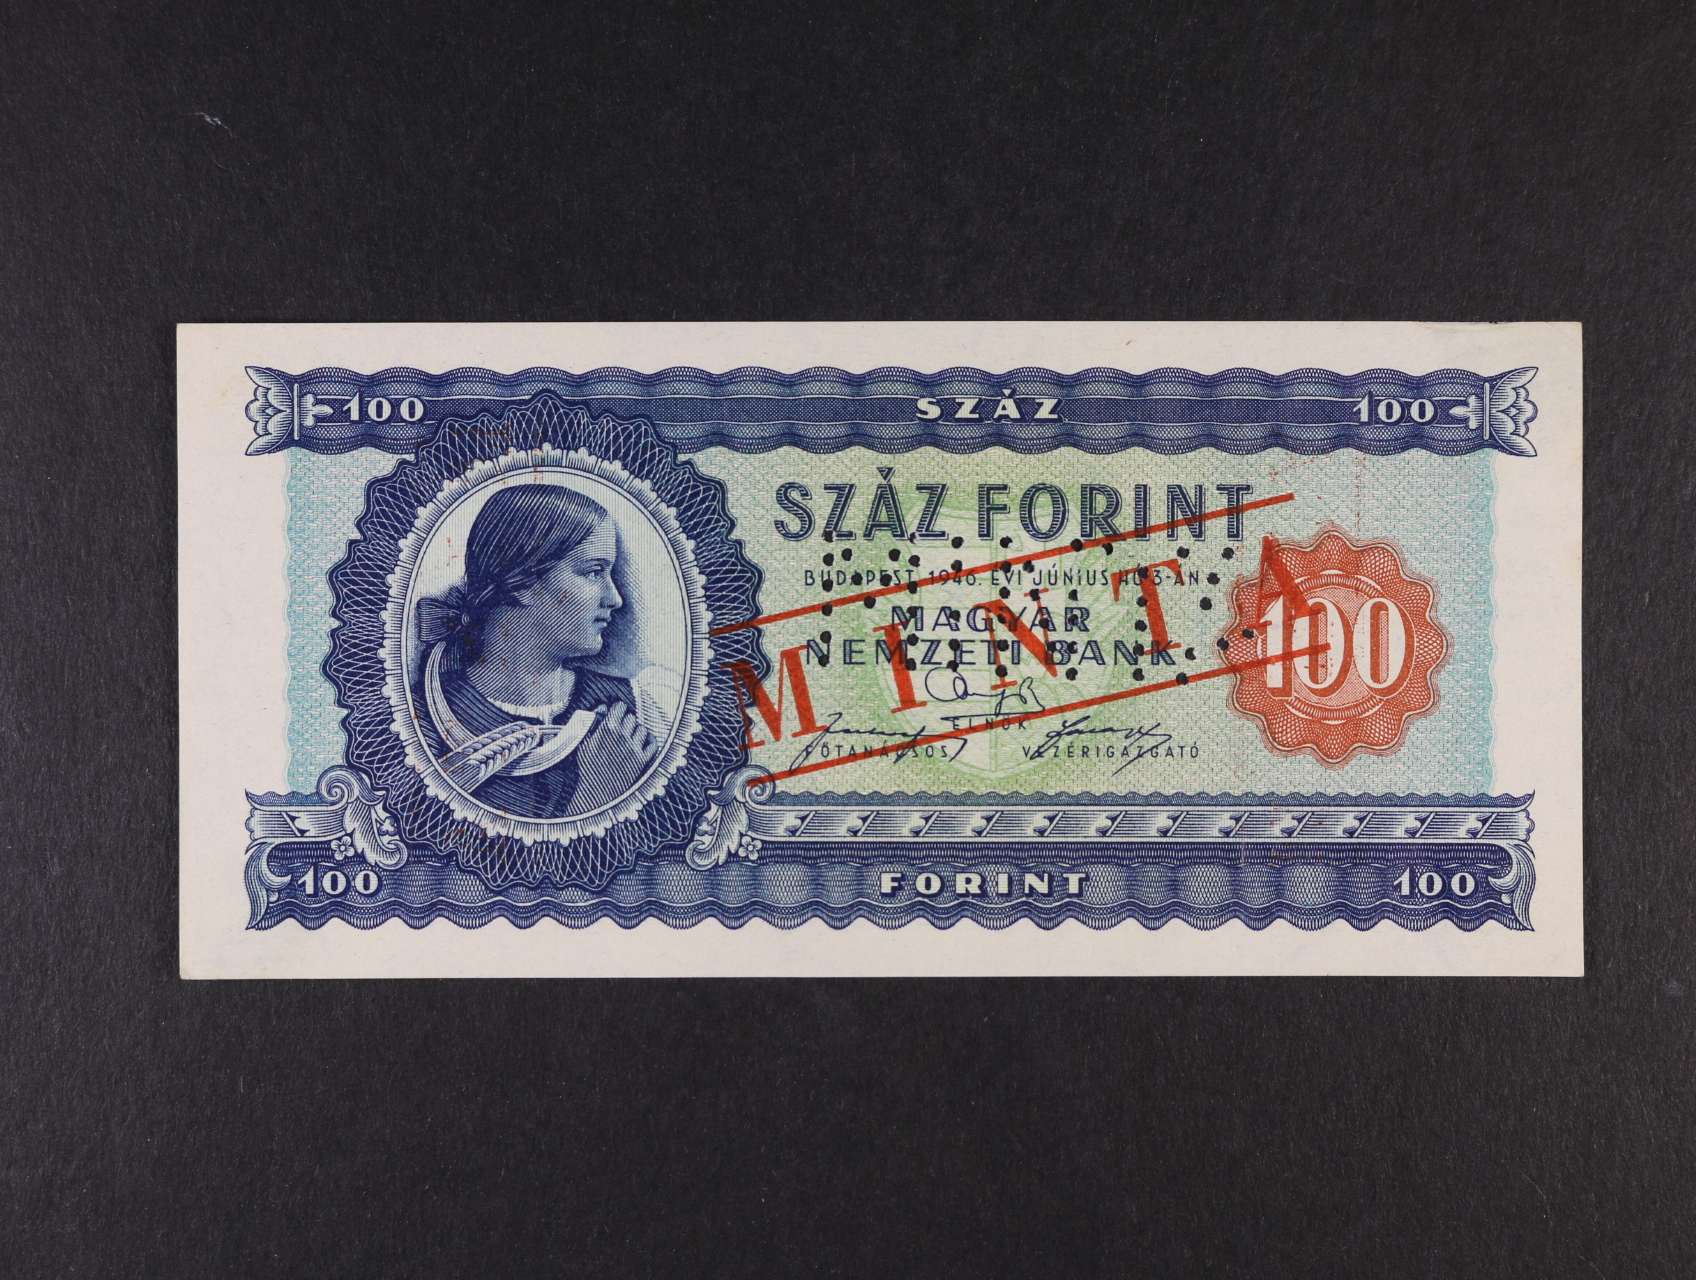 100 SZÁZ 100
SZÁZ FORINT
BUDAPEST, 1946. ÉVI JÚNIUS HÓ 3-ÁN
MAGYAR
NEMZETI BANK
100
MINTA
MINTA
ELNÖK
FŐTANÁCSOS VEZÉRIGAZGATÓ
100 FORINT 100